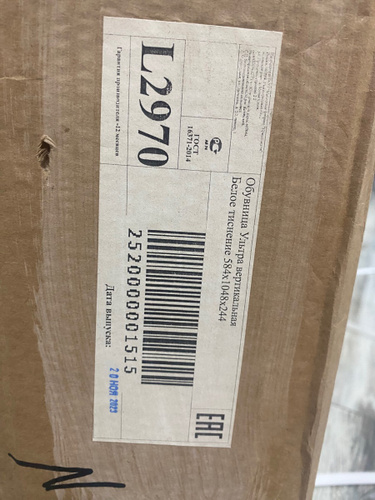 Обувница Ультра вертикальная
Белое тиснение 584х1048х244
РС
ГОСТ
16371-2014
L2970
Гарантия производителя -12 месяцев
2520000001515
Дата выпуска:
20 НОЯ 2023
EAC
N